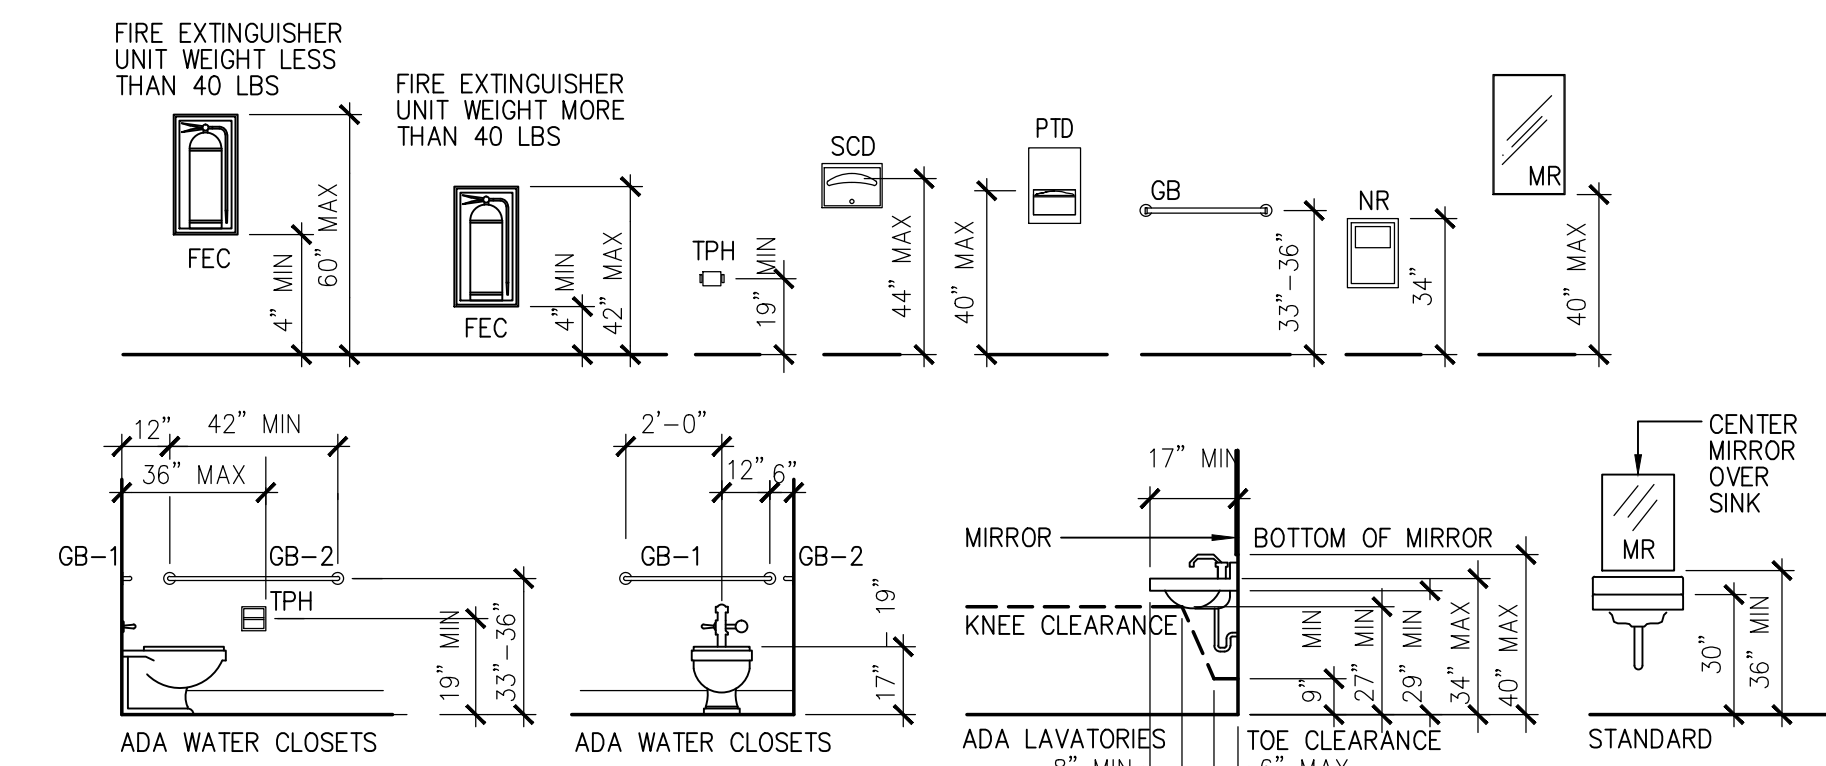 FIRE EXTINGUISHER
UNIT WEIGHT LESS
THAN 40 LBS
FEC
4" MIN
60" MAX
FIRE EXTINGUISHER
UNIT WEIGHT MORE
THAN 40 LBS
FEC
4" MIN
42" MAX
TPH
19" MIN
SCD
44" MAX
PTD
40" MAX
GB
33"-36"
NR
34"
MR
40" MAX
12"
42" MIN
36" MAX
GB-1
GB-2
TPH
19" MIN
33"-36"
ADA WATER CLOSETS
2'-0"
12"
6"
GB-1
GB-2
17"-19"
ADA WATER CLOSETS
17" MIN
MIRROR
BOTTOM OF MIRROR
KNEE CLEARANCE
9" MIN
27" MIN
29" MIN
34" MAX
40" MAX
ADA LAVATORIES
TOE CLEARANCE
8" MIN
6" MAX
CENTER
MIRROR
OVER
SINK
MR
30"
36" MIN
STANDARD